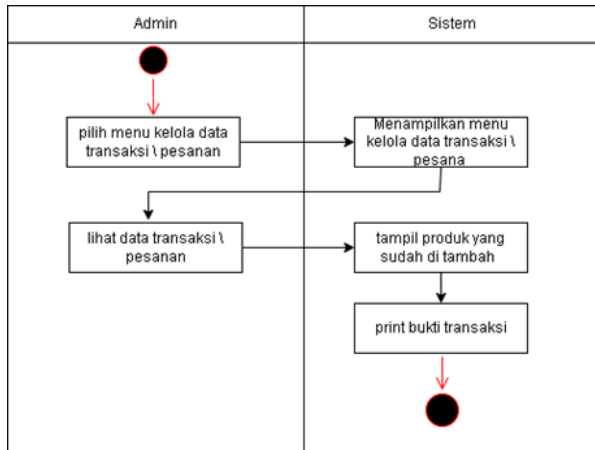 Admin
Sistem
pilih menu kelola data
transaksi \ pesanan
Menampilkan menu
kelola data transaksi \
pesana
lihat data transaksi \
pesanan
tampil produk yang
sudah di tambah
print bukti transaksi